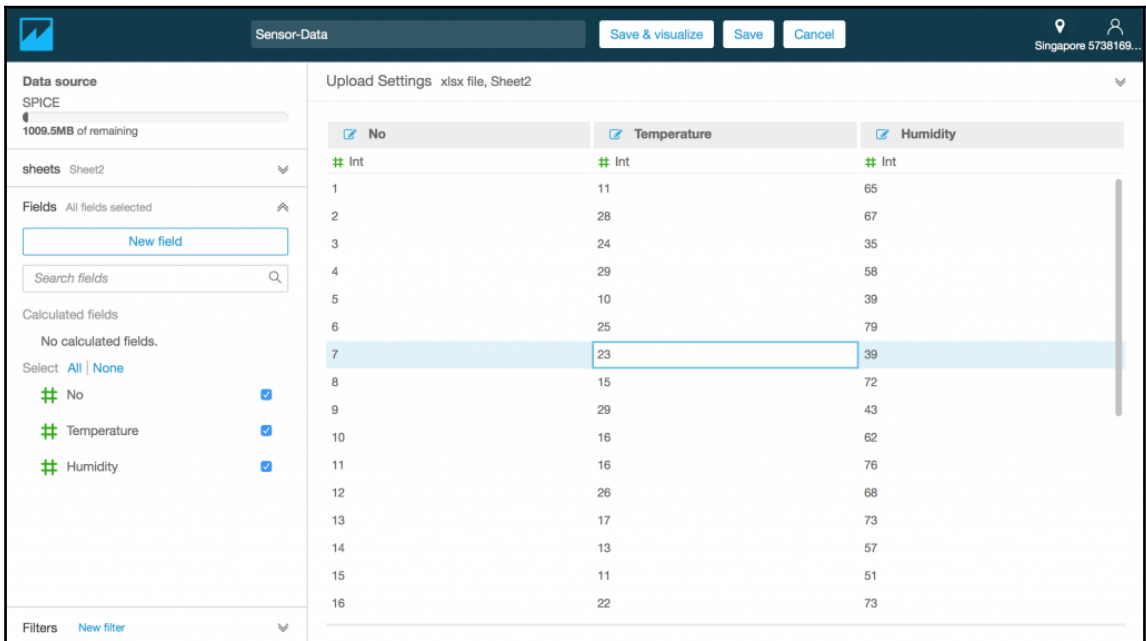 Sensor-Data
Save & visualize
Save
Cancel
Singapore 5738169...
Data source
SPICE
1009.5MB of remaining
sheets Sheet2
Fields All fields selected
New field
Search fields
Calculated fields
No calculated fields.
Select All | None
No
Temperature
Humidity
Filters New filter
Upload Settings xlsx file, Sheet2
No Temperature Humidity
Int Int Int
1 11 65
2 28 67
3 24 35
4 29 58
5 10 39
6 25 79
7 23 39
8 15 72
9 29 43
10 16 62
11 16 76
12 26 68
13 17 73
14 13 57
15 11 51
16 22 73